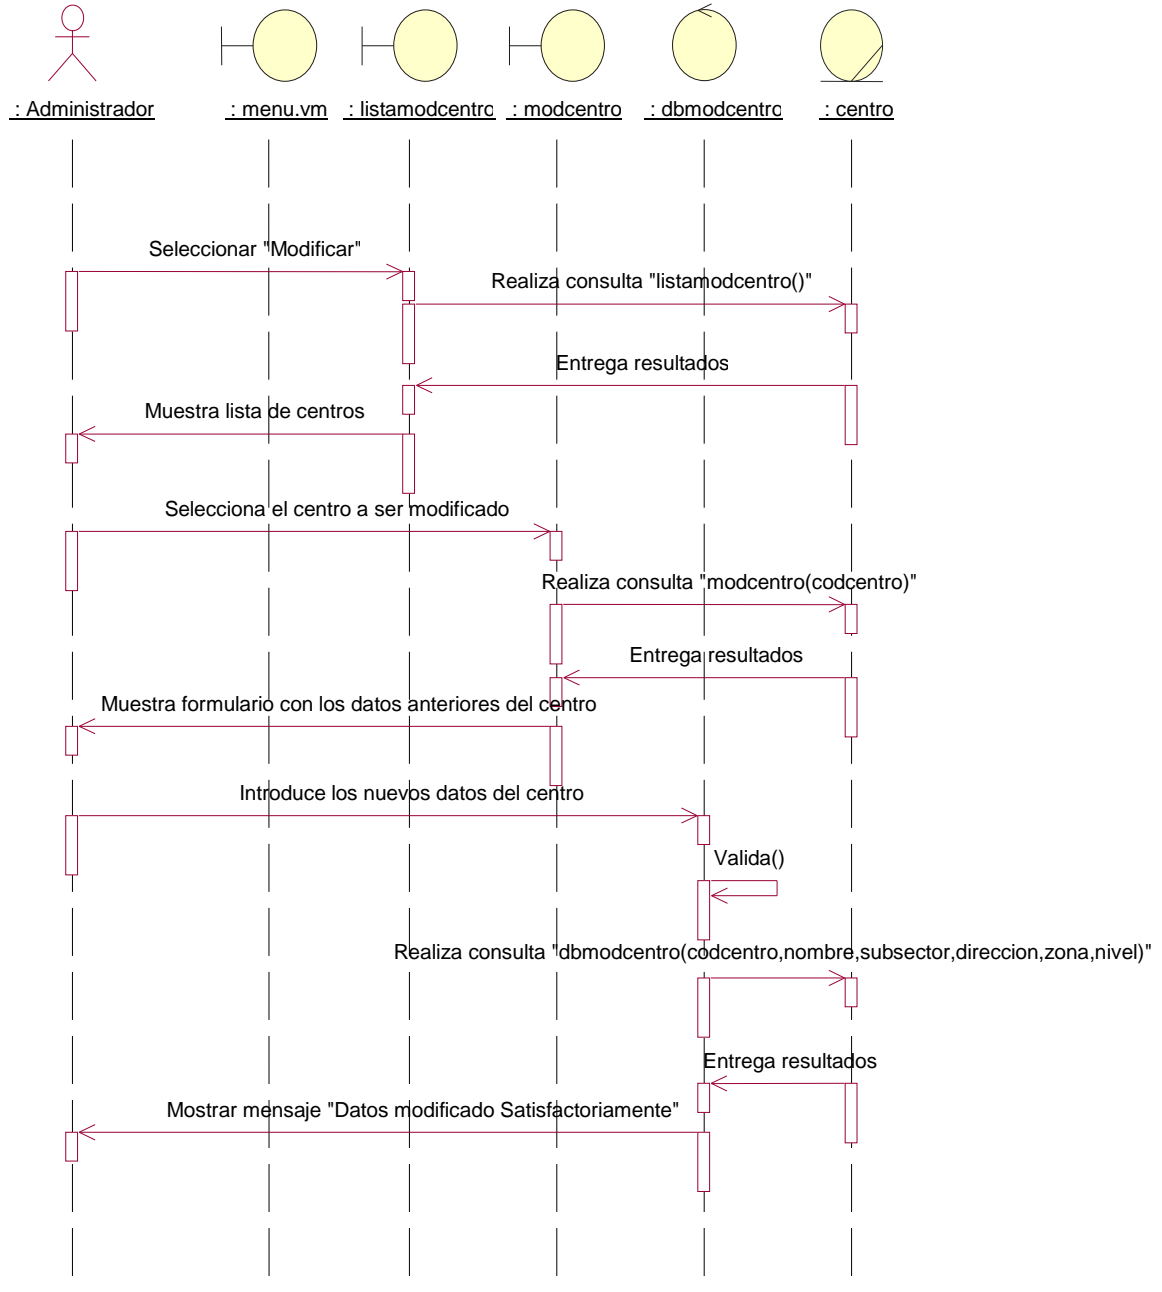 : Administrador
: menu.vm
: listamodcentro
: modcentro
: dbmodcentro
: centro
Seleccionar "Modificar"
Realiza consulta "listamodcentro()"
Entrega resultados
Muestra lista de centros
Selecciona el centro a ser modificado
Realiza consulta "modcentro(codcentro)"
Entrega resultados
Muestra formulario con los datos anteriores del centro
Introduce los nuevos datos del centro
Valida()
Realiza consulta "dbmodcentro(codcentro,nombre,subsector,direccion,zona,nivel)"
Entrega resultados
Mostrar mensaje "Datos modificado Satisfactoriamente"